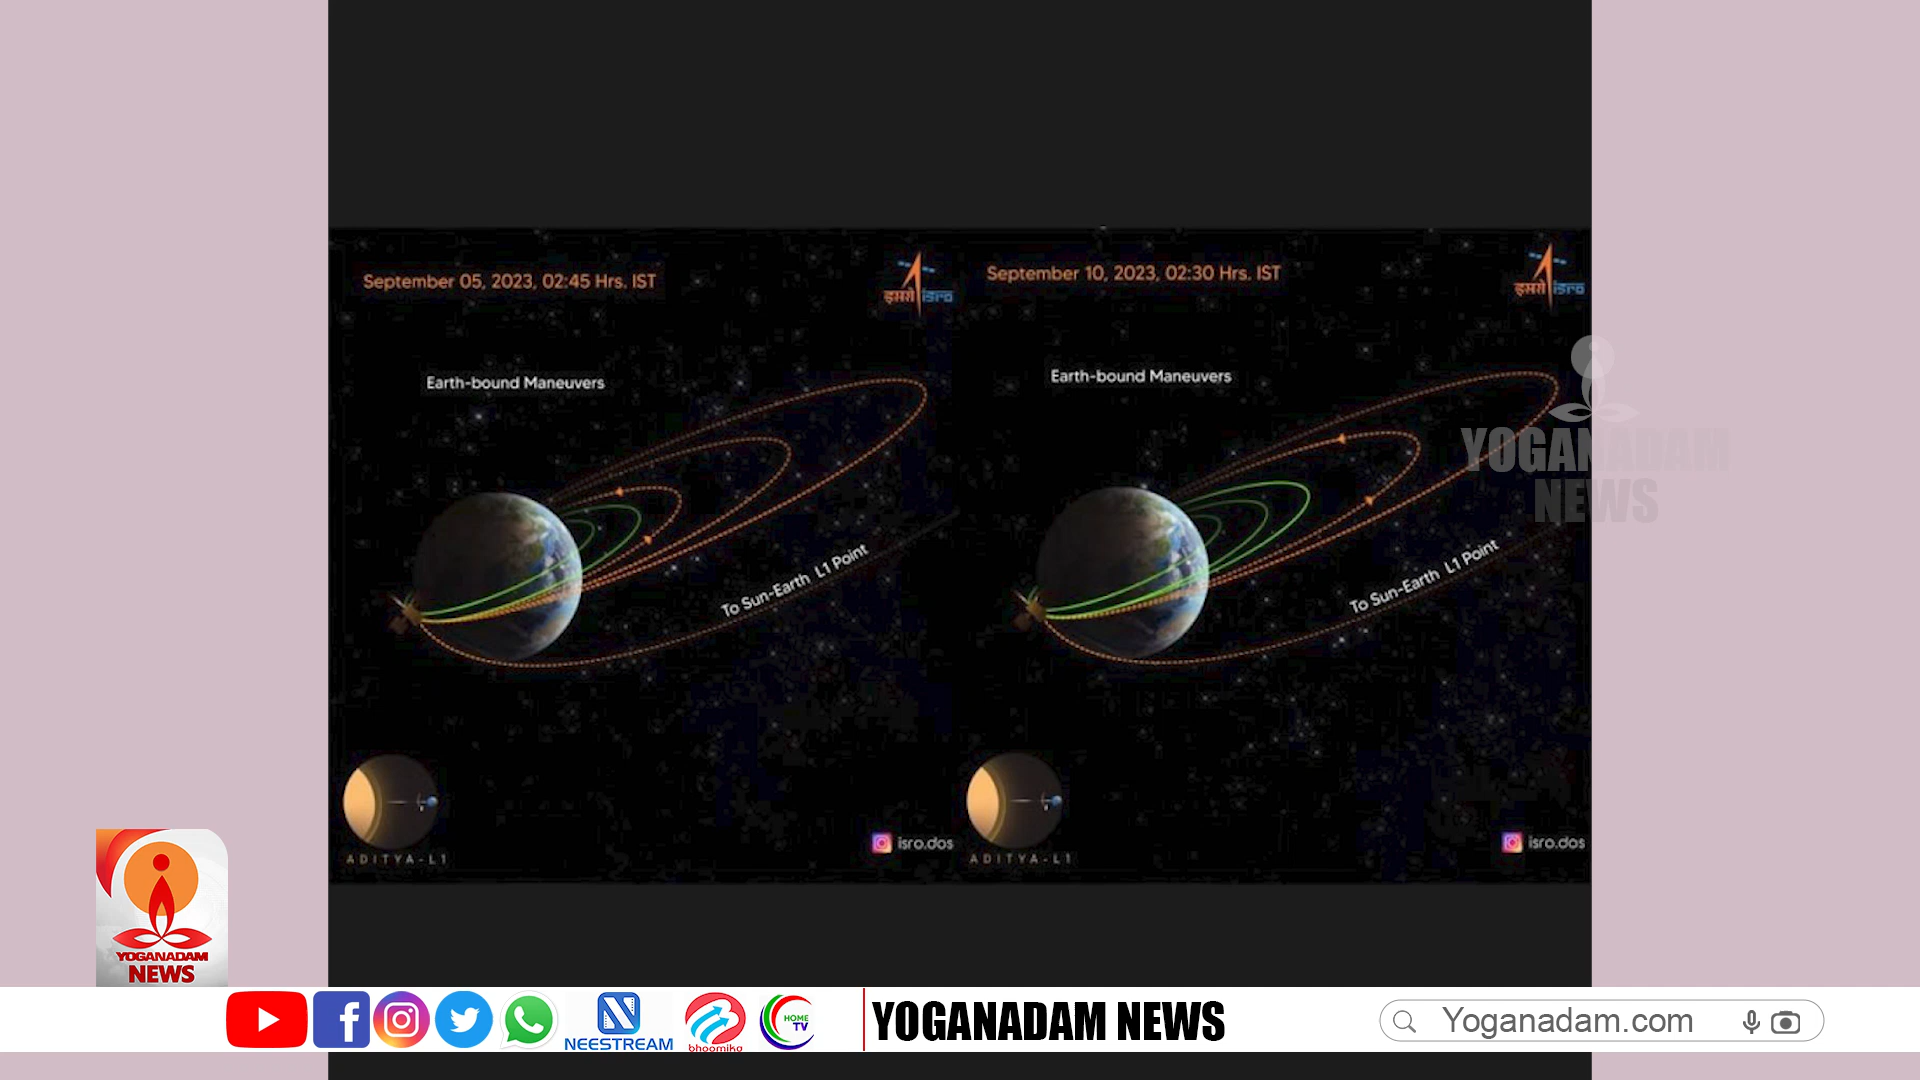 September 05, 2023, 02:45 Hrs. IST
इसरो isro
Earth-bound Maneuvers
To Sun-Earth L1 Point
ADITYA-L1
isro.dos
September 10, 2023, 02:30 Hrs. IST
इसरो isro
Earth-bound Maneuvers
To Sun-Earth L1 Point
ADITYA-L1
isro.dos
YOGANADAM
NEWS
YOGANADAM
NEWS
NEESTREAM
bhoomika
HOME
TV
YOGANADAM NEWS
Yoganadam.com